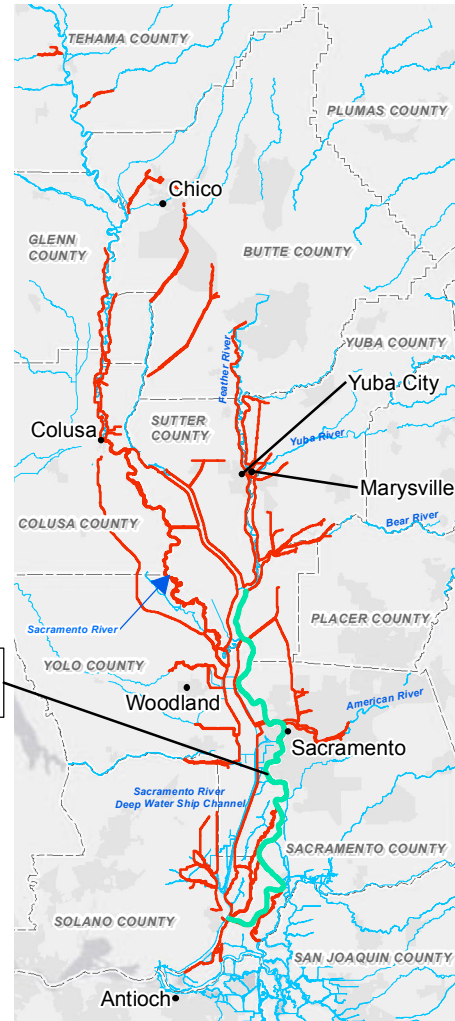 TEHAMA COUNTY
PLUMAS COUNTY
Chico
GLENN
COUNTY
BUTTE COUNTY
YUBA COUNTY
Feather River
Yuba City
SUTTER
COUNTY
Colusa
Yuba River
Marysville
COLUSA COUNTY
Bear River
PLACER COUNTY
Sacramento River
YOLO COUNTY
Woodland
American River
Sacramento
Sacramento River
Deep Water Ship Channel
SACRAMENTO COUNTY
SOLANO COUNTY
SAN JOAQUIN COUNTY
Antioch